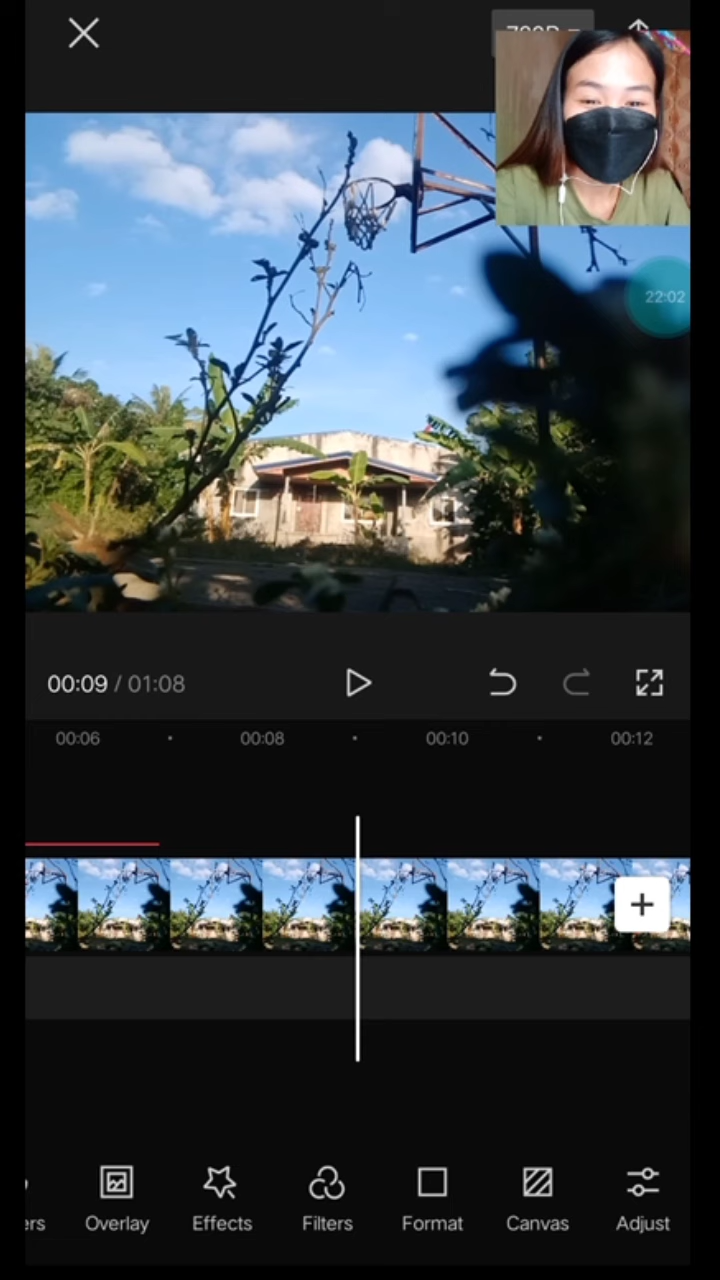 22:02
00:09 / 01:08
00:06
00:08
00:10
00:12
Overlay
Effects
Filters
Format
Canvas
Adjust